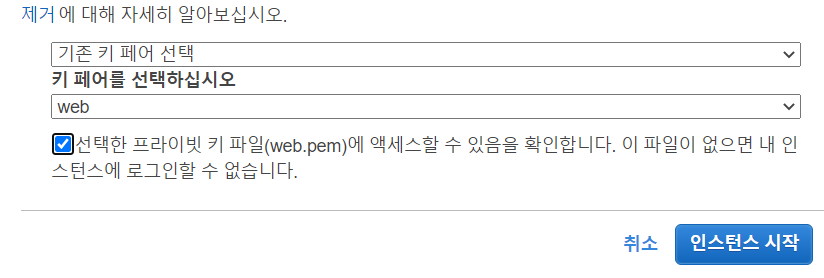 제거에 대해 자세히 알아보십시오.
기존 키 페어 선택
키 페어를 선택하십시오
web
선택한 프라이빗 키 파일(web.pem)에 액세스할 수 있음을 확인합니다. 이 파일이 없으면 내 인
스턴스에 로그인할 수 없습니다.
취소 인스턴스 시작